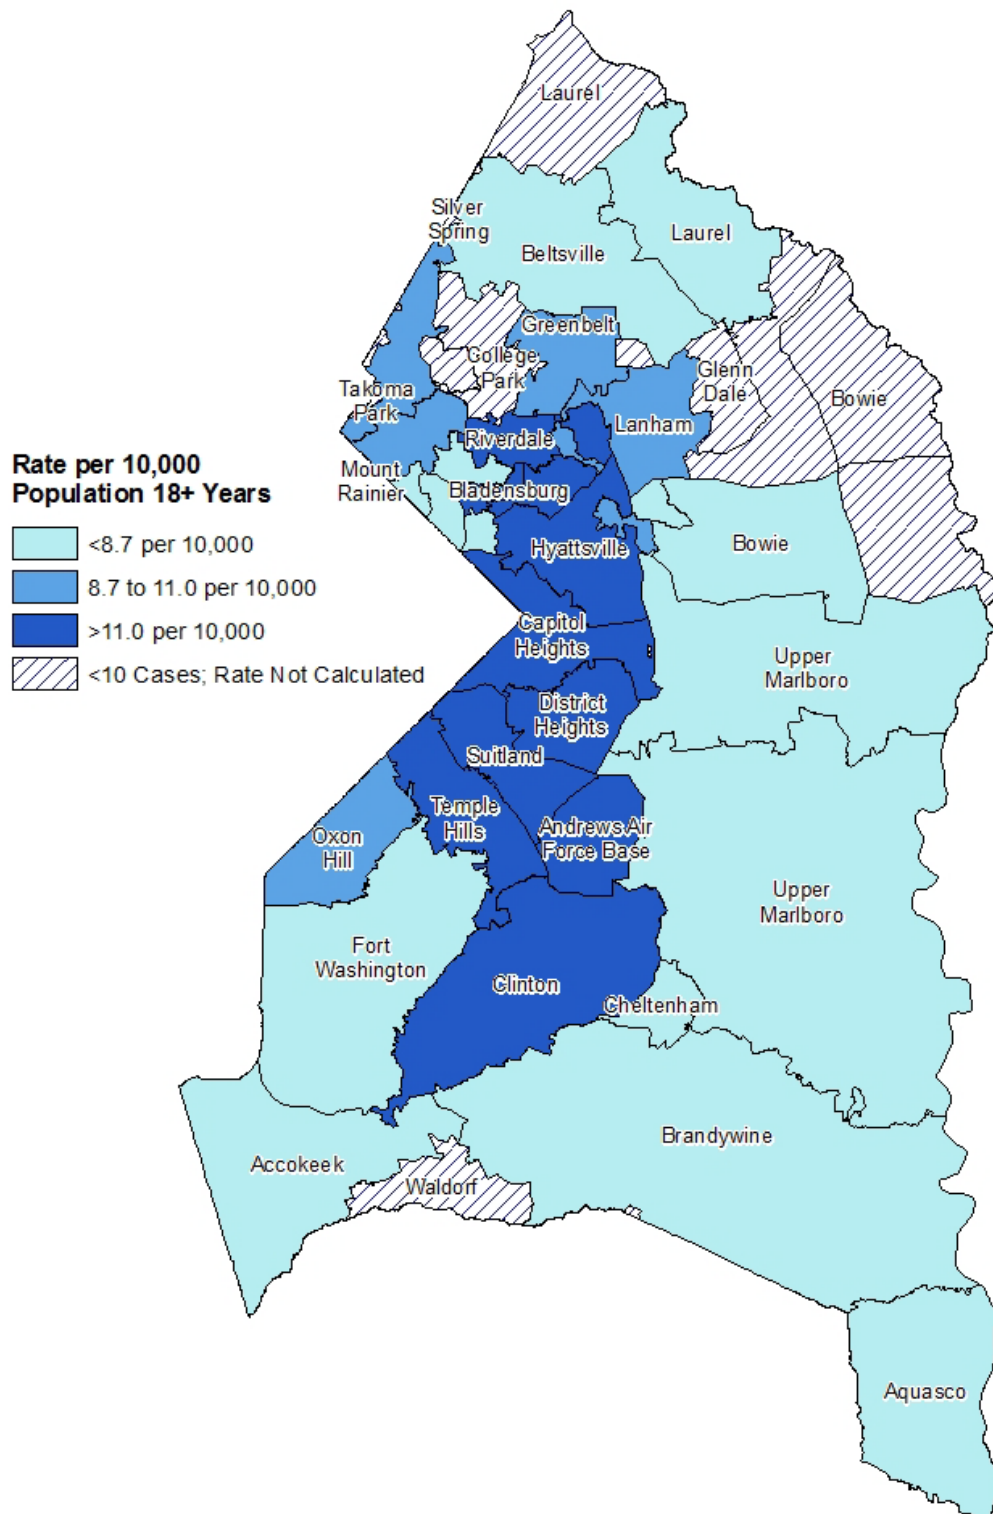 Laurel
Silver
Spring
Laurel
Beltsville
Greenbelt
College
Park
Glenn
Dale
Bowie
Takoma
Park
Lanham
Riverdale
Mount
Rainier
Bladensburg
Rate per 10,000
Population 18+ Years
<8.7 per 10,000
8.7 to 11.0 per 10,000
>11.0 per 10,000
<10 Cases; Rate Not Calculated
Hyattsville
Bowie
Capitol
Heights
Upper
Marlboro
District
Heights
Suitland
Temple
Hills
Andrews Air
Force Base
Oxon
Hill
Upper
Marlboro
Fort
Washington
Clinton
Cheltenham
Brandywine
Accokeek
Waldorf
Aquasco